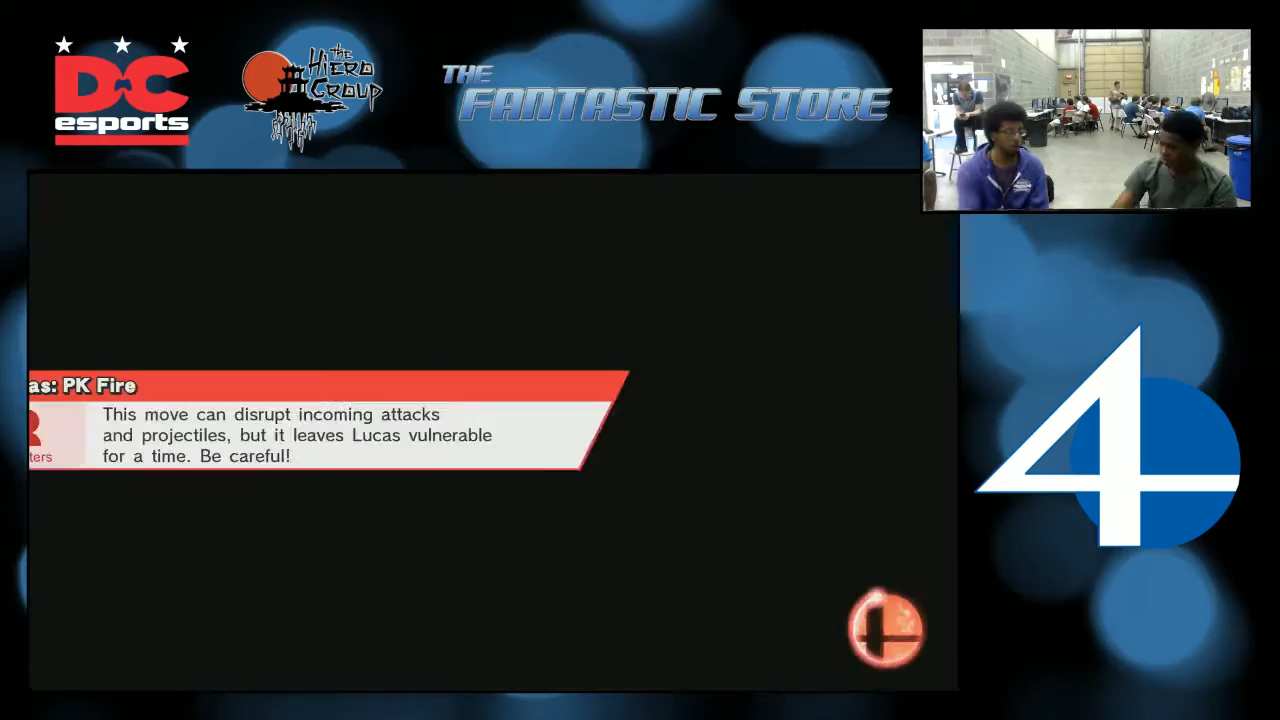 DC
esports
the
HiERO
GROUP
THE
FANTASTIC STORE
as: PK Fire
This move can disrupt incoming attacks
and projectiles, but it leaves Lucas vulnerable
for a time. Be careful!
ters
4